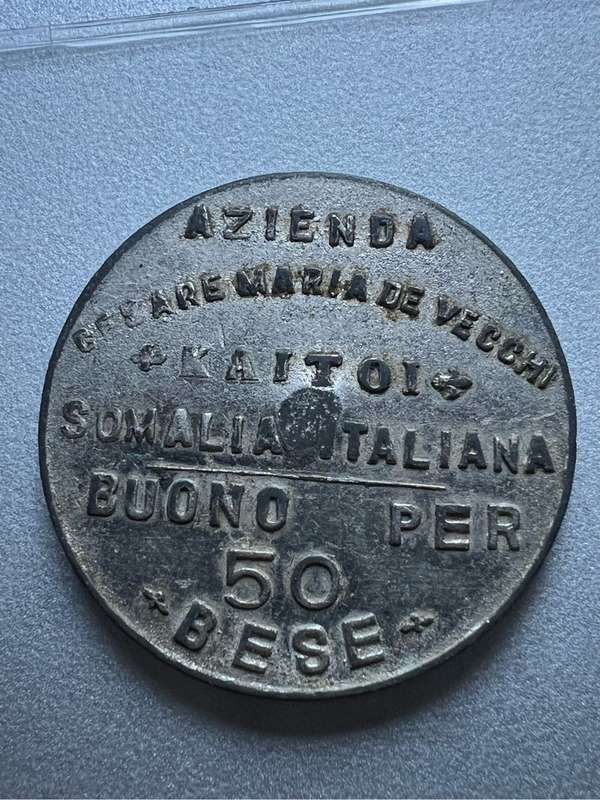 AZIENDA
CESARE MARIA DE VECCHI
KAITOI
SOMALIA ITALIANA
BUONO PER
50
BESE